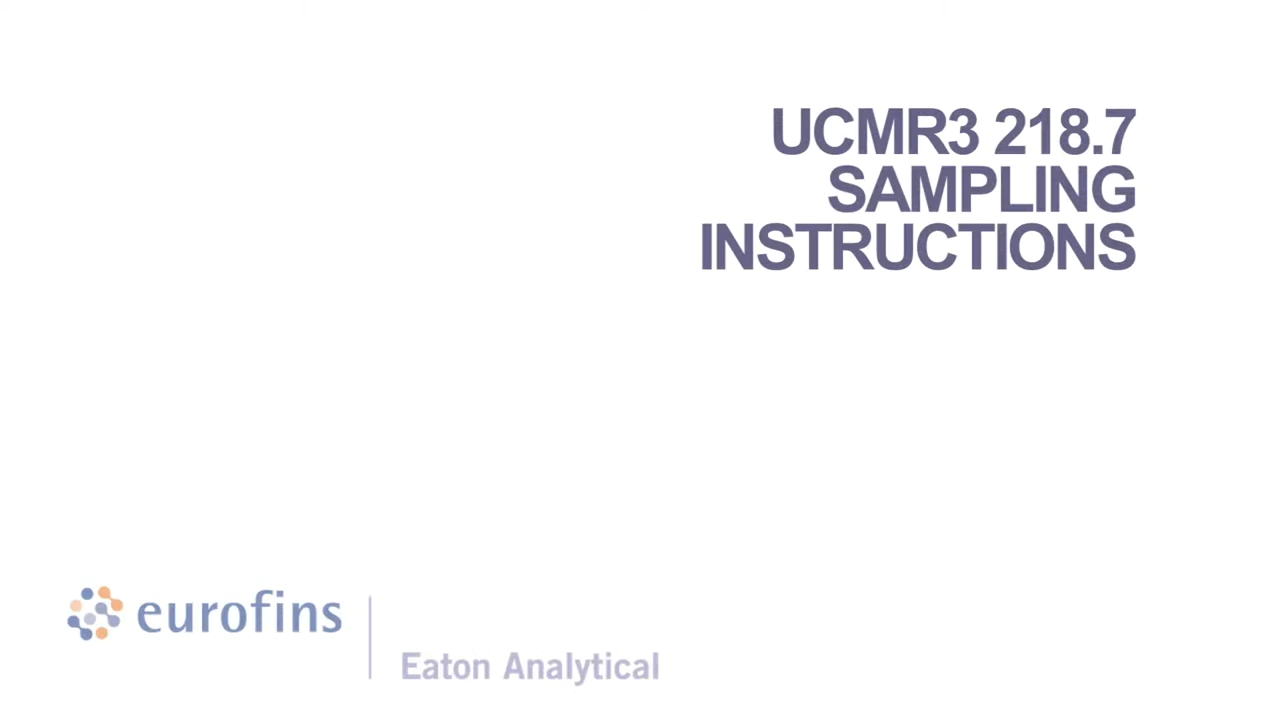 UCMR3 218.7
SAMPLING
INSTRUCTIONS
eurofins
Eaton Analytical